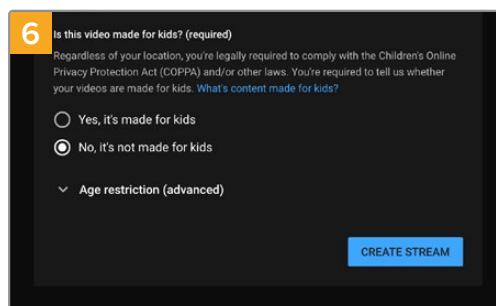 6
Is this video made for kids? (required)
Regardless of your location, you're legally required to comply with the Children's Online
Privacy Protection Act (COPPA) and/or other laws. You're required to tell us whether
your videos are made for kids. What's content made for kids?
Yes, it's made for kids
No, it's not made for kids
Age restriction (advanced)
CREATE STREAM